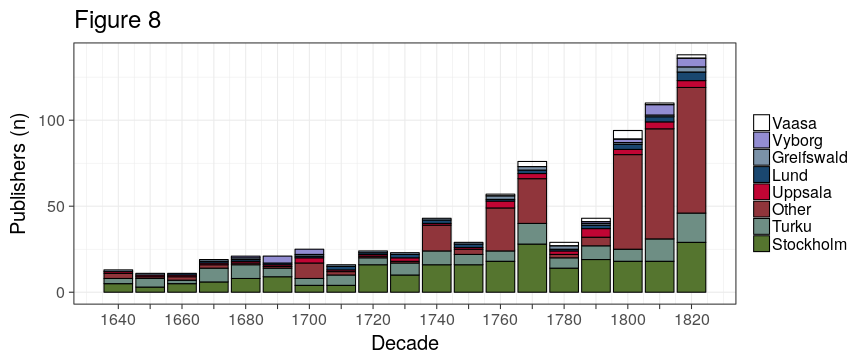 Figure 8
Publishers (n)
100
50
0
1640
1660
1680
1700
1720
1740
1760
1780
1800
1820
Decade
Vaasa
Vyborg
Greifswald
Lund
Uppsala
Other
Turku
Stockholm